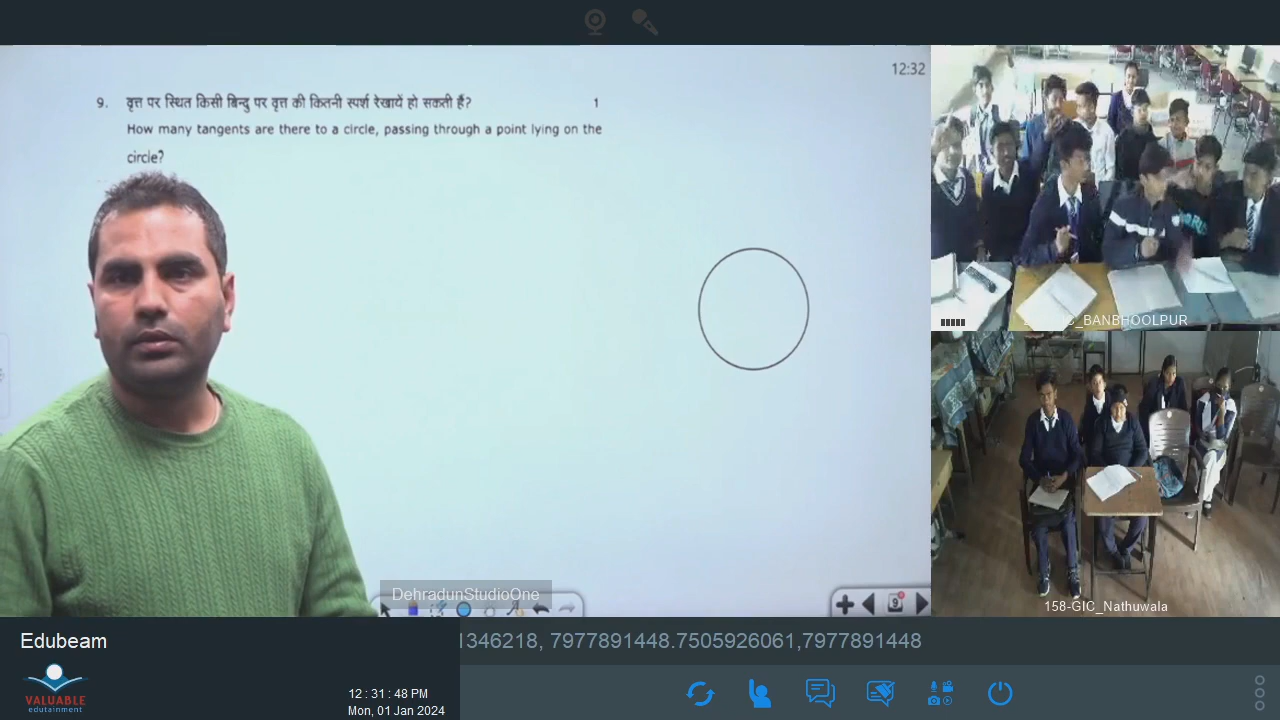 12:32
9. वृत्त पर स्थित किसी बिन्दु पर वृत्त की कितनी स्पर्श रेखायें हो सकती हैं? 1
How many tangents are there to a circle, passing through a point lying on the
circle?
BANBHOOLPUR
DehradunStudioOne
9
158-GIC_Nathuwala
Edubeam
1346218, 7977891448.7505926061,7977891448
VALUABLE
edutainment
12 : 31 : 48 PM
Mon, 01 Jan 2024